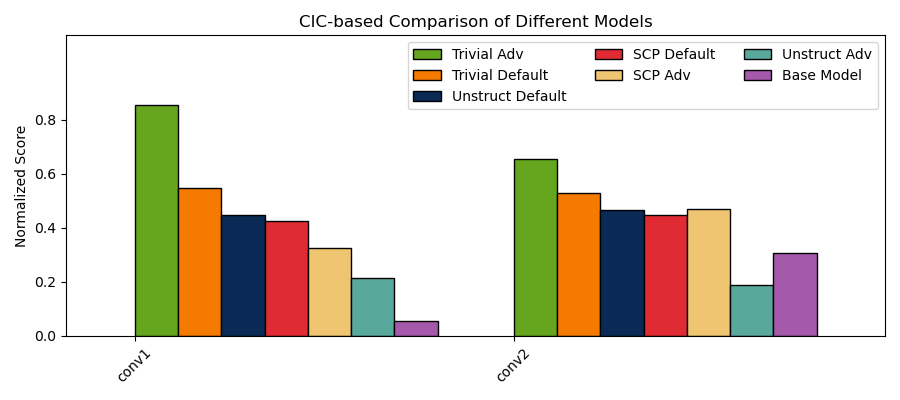 CIC-based Comparison of Different Models
Trivial Adv
Trivial Default
Unstruct Default
SCP Default
SCP Adv
Unstruct Adv
Base Model
Normalized Score
0.8
0.6
0.4
0.2
0.0
conv1
conv2